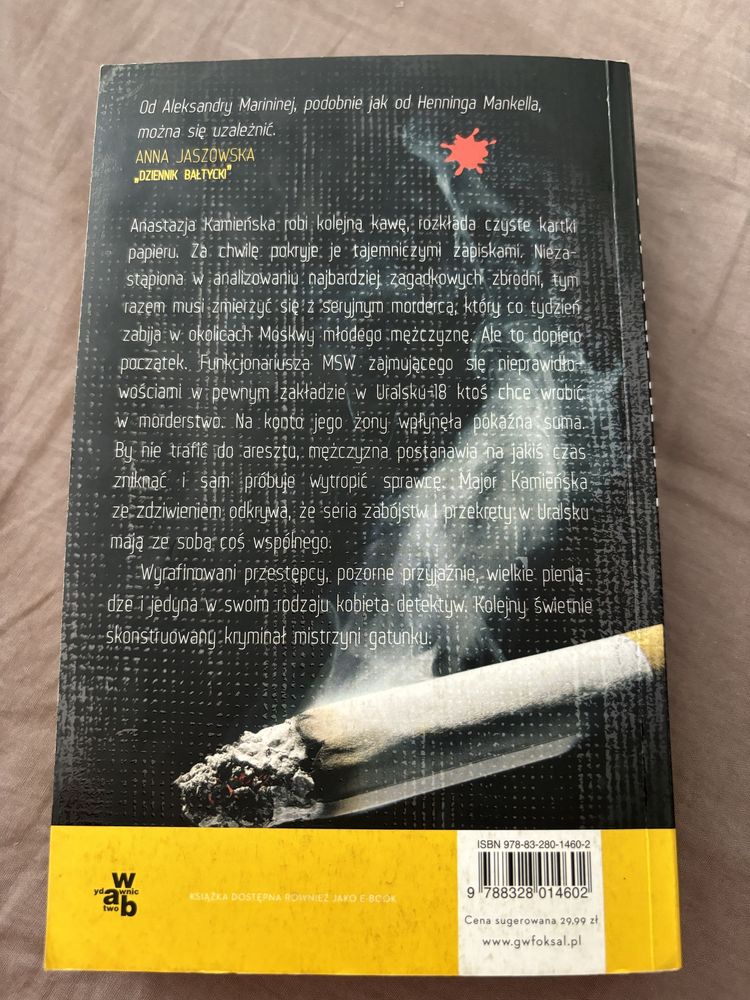 Od Aleksandry Marininej, podobnie jak od Henninga Mankella,
można się uzależnić.
ANNA JASZOWSKA
„DZIENNIK BAŁTYCKI”
Anastazja Kamieńska robi kolejną kawę, rozkłada czyste kartki
papieru. Za chwilę pokryje je tajemniczymi zapiskami. Nieza-
stąpiona w analizowaniu najbardziej zagadkowych zbrodni, tym
razem musi zmierzyć się z seryjnym mordercą, który co tydzień
zabija w okolicach Moskwy młodego mężczyznę. Ale to dopiero
początek. Funkcjonariusza MSW zajmującego się nieprawidło-
wościami w pewnym zakładzie w Uralsku-18 ktoś chce wrobić
w morderstwo. Na konto jego żony wpłynęła pokaźna suma.
By nie trafić do aresztu, mężczyzna postanawia na jakiś czas
zniknąć i sam próbuje wytropić sprawcę. Major Kamieńska
ze zdziwieniem odkrywa, że seria zabójstw i przekręty w Uralsku
mają ze sobą coś wspólnego.
Wyrafinowani przestępcy, pozorne przyjaźnie, wielkie pienią-
dze i jedyna w swoim rodzaju kobieta detektyw. Kolejny świetnie
skonstruowany kryminał mistrzyni gatunku.
w
yd awnic
ab
two
KSIĄŻKA DOSTĘPNA RÓWNIEŻ JAKO E-BOOK
ISBN 978-83-280-1460-2
9 788328 014602
Cena sugerowana 29,99 zł
www.gwfoksal.pl